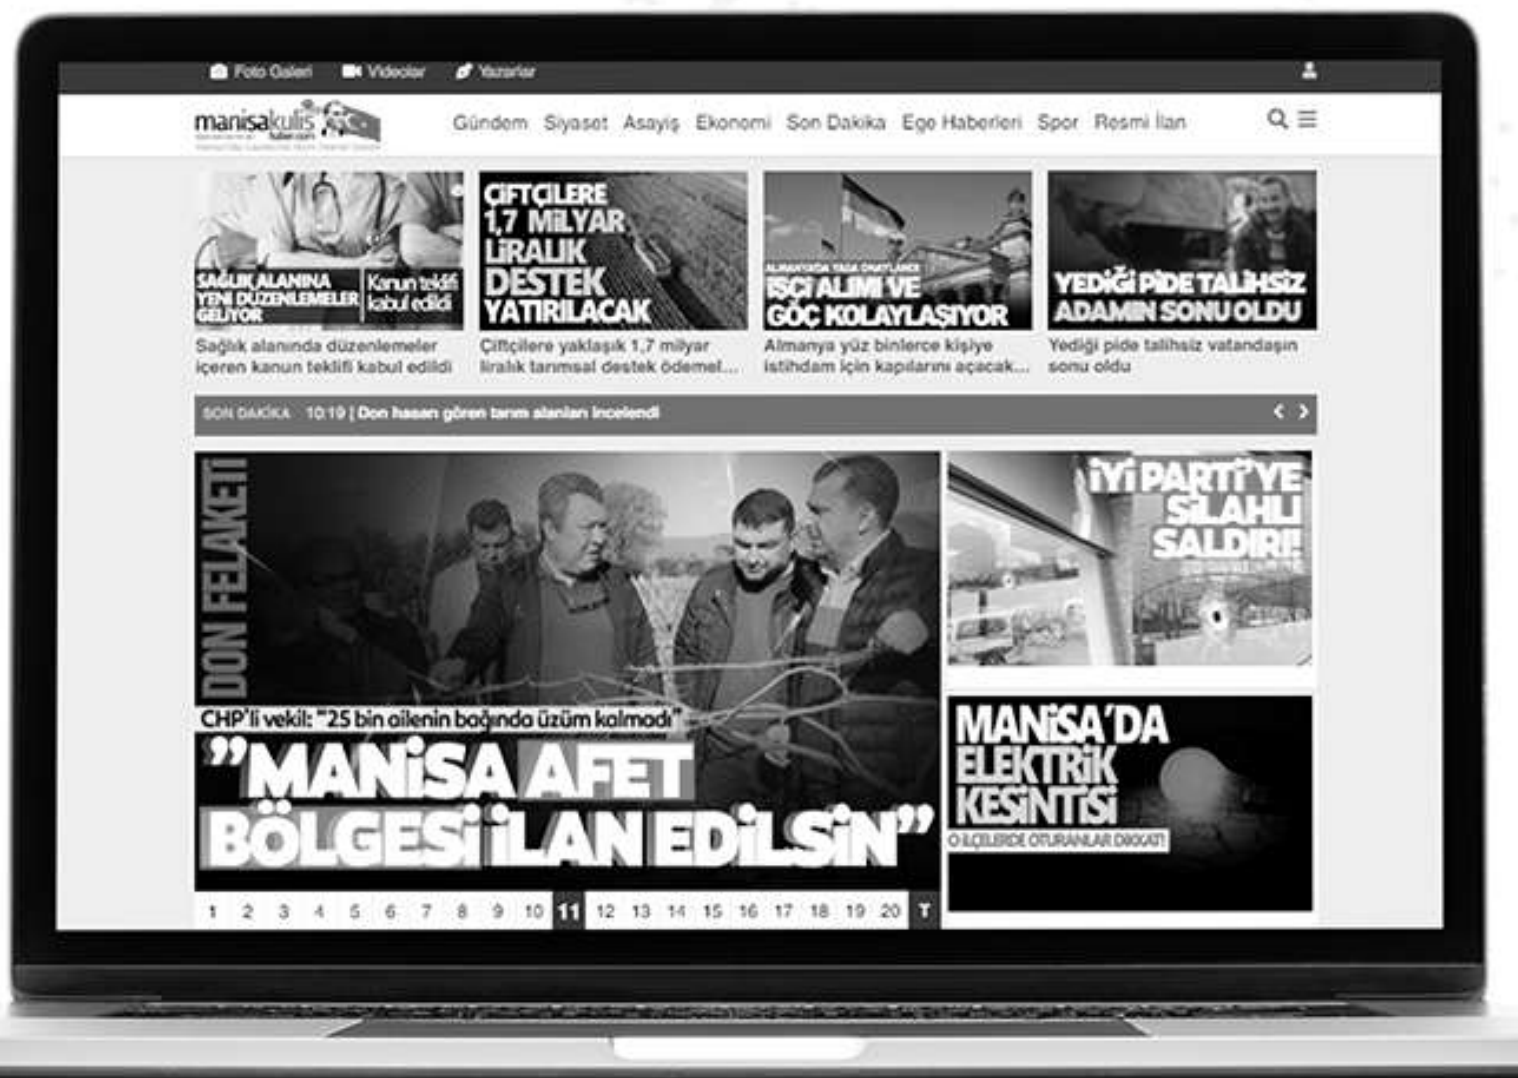 Foto Galeri Videolar Yazarlar
manisakulis
haber.com
Gündem Siyaset Asayiş Ekonomi Son Dakika Ege Haberleri Spor Resmi İlan
SAĞLIK ALANINA
YENİ DÜZENLEMELER
GELİYOR
Kanun teklifi
kabul edildi
Sağlık alanında düzenlemeler
içeren kanun teklifi kabul edildi
ÇİFTÇİLERE
1,7 MİLYAR
LİRALIK
DESTEK
YATIRILACAK
Çiftçilere yaklaşık 1,7 milyar
liralık tarımsal destek ödemel...
ALMANYA'DA YASA ONAYLANDI
İŞÇİ ALIMI VE
GÖÇ KOLAYLAŞIYOR
Almanya yüz binlerce kişiye
istihdam için kapılarını açacak...
YEDİĞİ PİDE TALİHSİZ
ADAMIN SONU OLDU
Yediği pide talihsiz vatandaşın
sonu oldu
SON DAKİKA 10:19 | Don hasarı gören tarım alanları incelendi
DON FELAKETİ
CHP'li vekil: "25 bin ailenin bağında üzüm kalmadı"
"MANİSA AFET
BÖLGESİ İLAN EDİLSİN"
1 2 3 4 5 6 7 8 9 10 11 12 13 14 15 16 17 18 19 20 T
İYİ PARTİ'YE
SİLAHLI
SALDIRI!
MANİSA'DA
ELEKTRİK
KESİNTİSİ
O İLÇELERDE OTURANLAR DİKKAT!